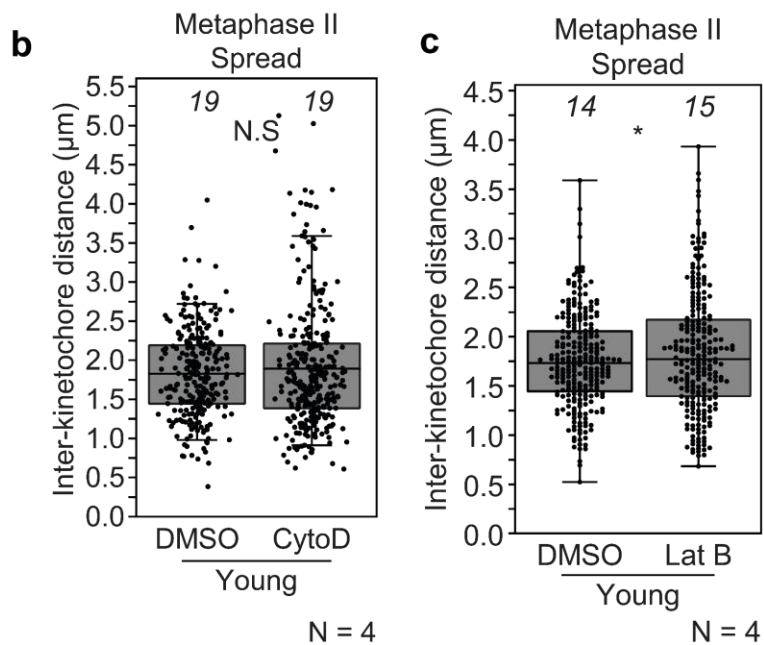 b
Metaphase II
Spread
Inter-kinetochore distance (μm)
5.5
5.0
4.5
4.0
3.5
3.0
2.5
2.0
1.5
1.0
0.5
0.0
19 19
N.S
DMSO CytoD
Young
N = 4
c
Metaphase II
Spread
Inter-kinetochore distance (μm)
4.5
4.0
3.5
3.0
2.5
2.0
1.5
1.0
0.5
0.0
14 15
*
DMSO Lat B
Young
N = 4